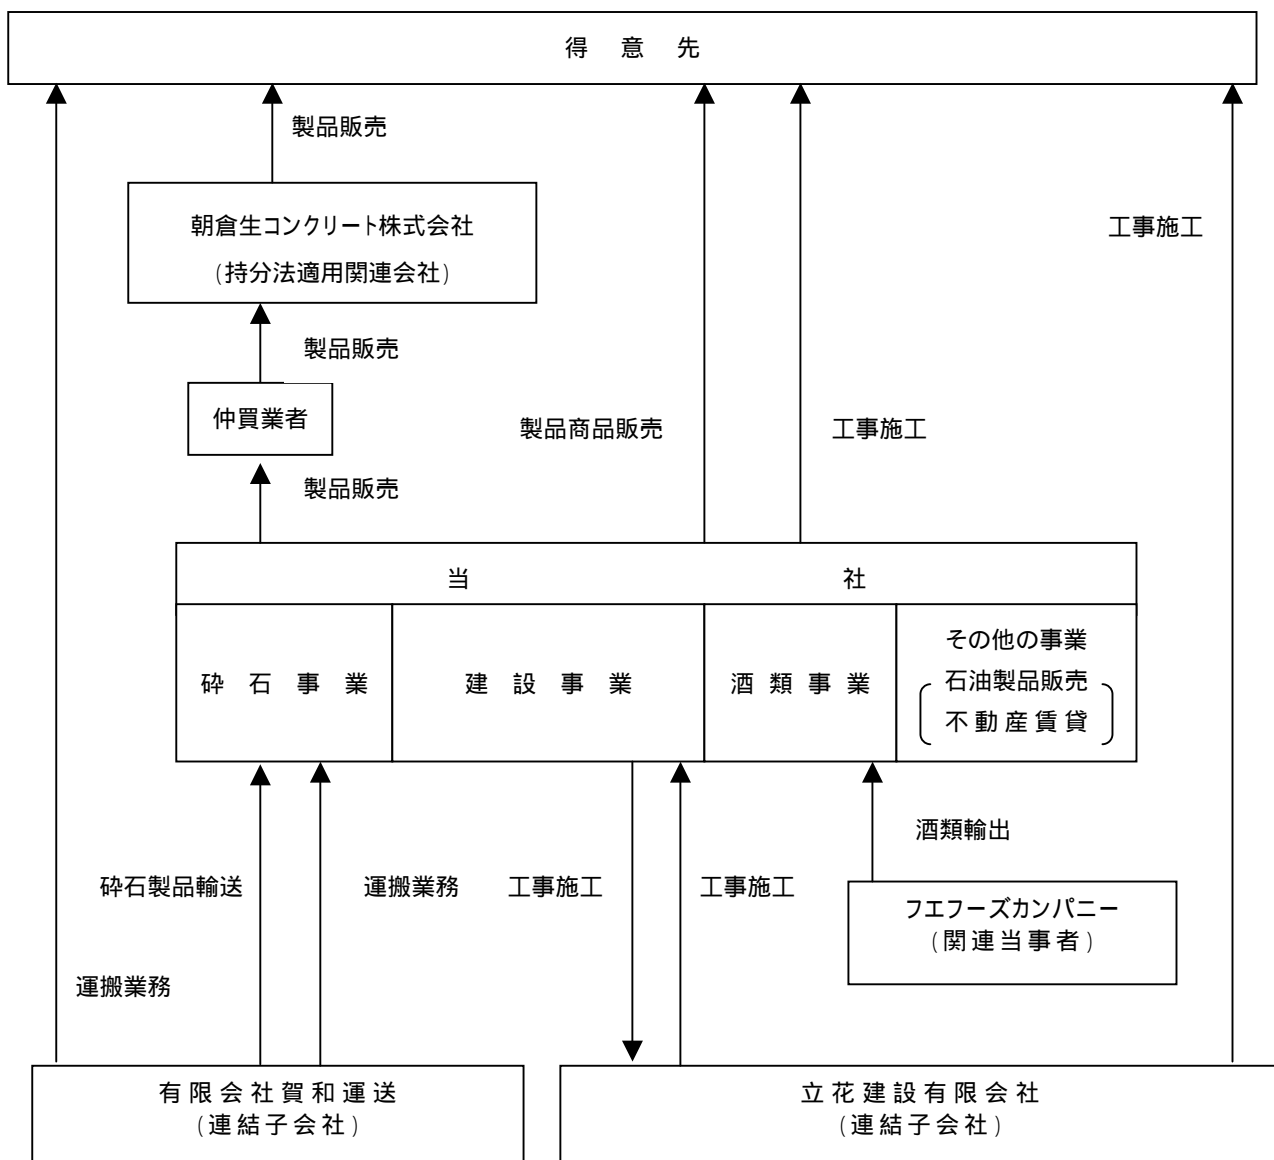 得意先
製品販売
朝倉生コンクリート株式会社
(持分法適用関連会社)
工事施工
製品販売
仲買業者
製品商品販売
工事施工
製品販売
当社
砕石事業
建設事業
酒類事業
その他の事業
石油製品販売
不動産賃貸
酒類輸出
砕石製品輸送
運搬業務
工事施工
工事施工
フエフーズカンパニー
(関連当事者)
運搬業務
有限会社賀和運送
(連結子会社)
立花建設有限会社
(連結子会社)